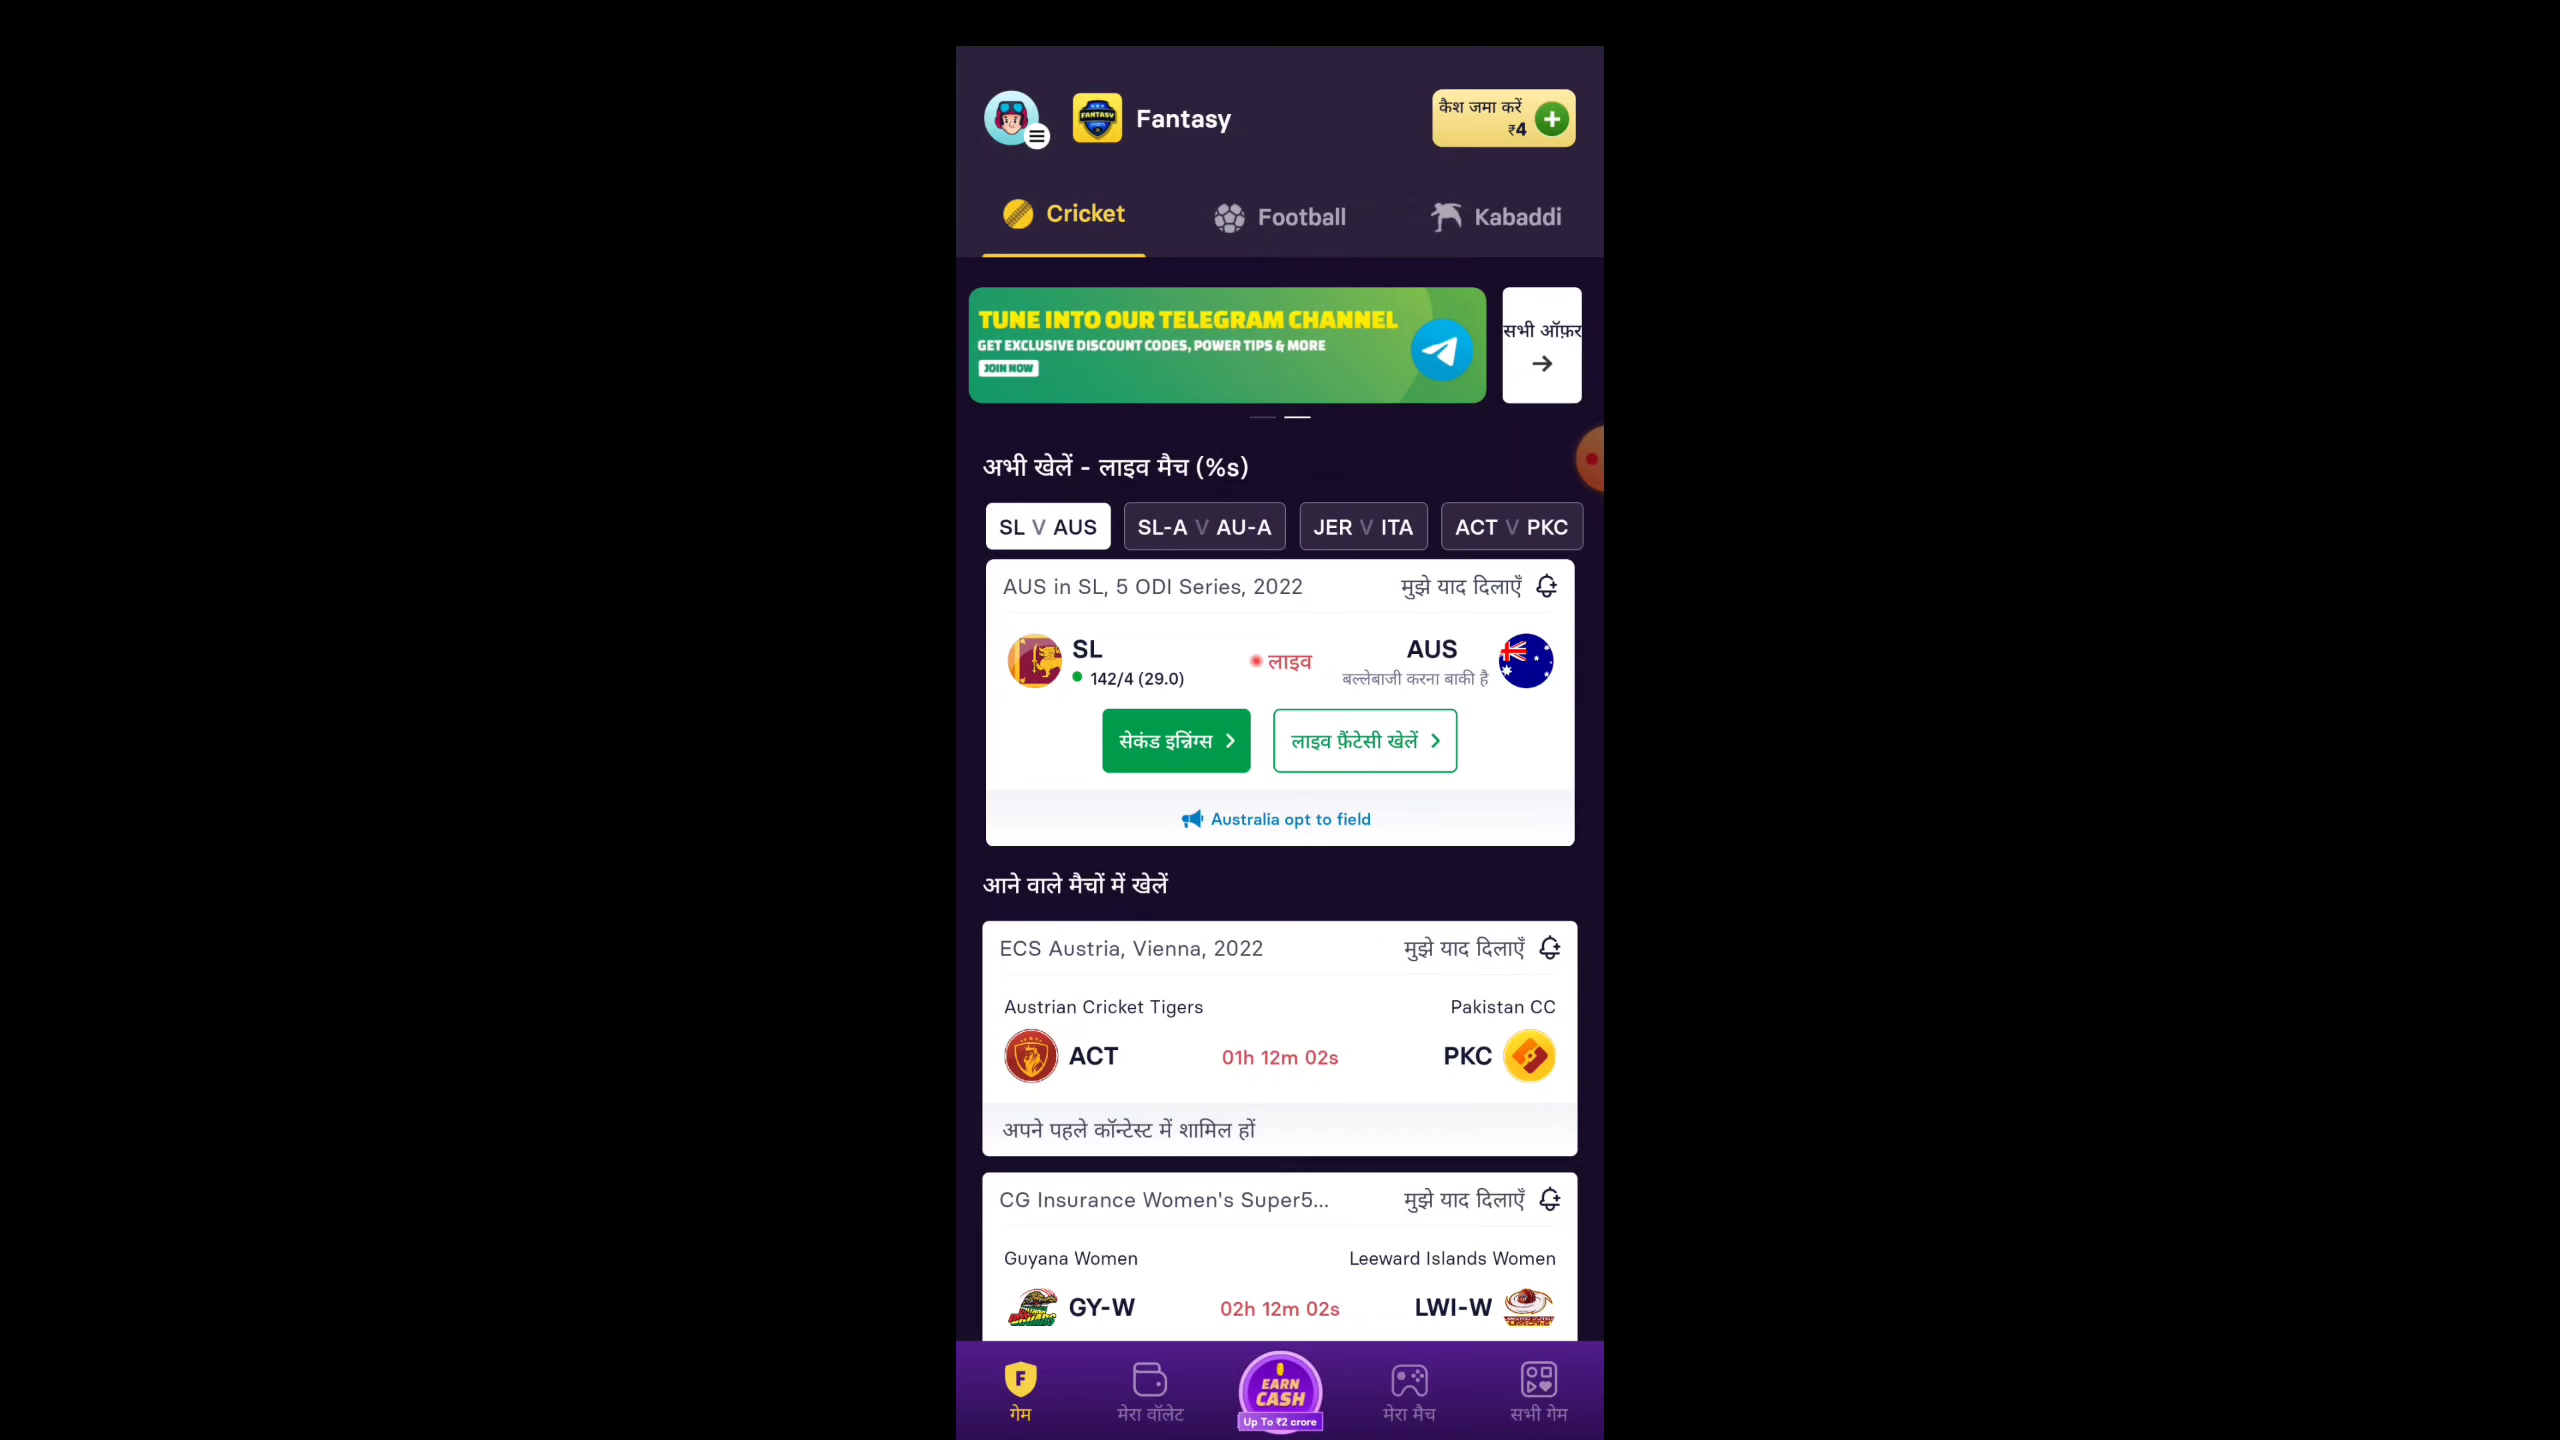 FANTASY
Fantasy
कैश जमा करें
₹4
Cricket
Football
Kabaddi
TUNE INTO OUR TELEGRAM CHANNEL
GET EXCLUSIVE DISCOUNT CODES, POWER TIPS & MORE
JOIN NOW
सभी ऑफ़र
अभी खेलें - लाइव मैच (%s)
SL V AUS
SL-A V AU-A
JER V ITA
ACT V PKC
AUS in SL, 5 ODI Series, 2022
मुझे याद दिलाएँ
SL
AUS
लाइव
142/4 (29.0)
बल्लेबाजी करना बाकी है
सेकंड इन्निंग्स
लाइव फ़ैंटेसी खेलें
Australia opt to field
आने वाले मैचों में खेलें
ECS Austria, Vienna, 2022
मुझे याद दिलाएँ
Austrian Cricket Tigers
Pakistan CC
ACT
01h 12m 02s
PKC
अपने पहले कॉन्टेस्ट में शामिल हों
CG Insurance Women's Super5...
मुझे याद दिलाएँ
Guyana Women
Leeward Islands Women
GY-W
02h 12m 02s
LWI-W
F
गेम
मेरा वॉलेट
EARN
CASH
Up To ₹2 crore
मेरा मैच
सभी गेम